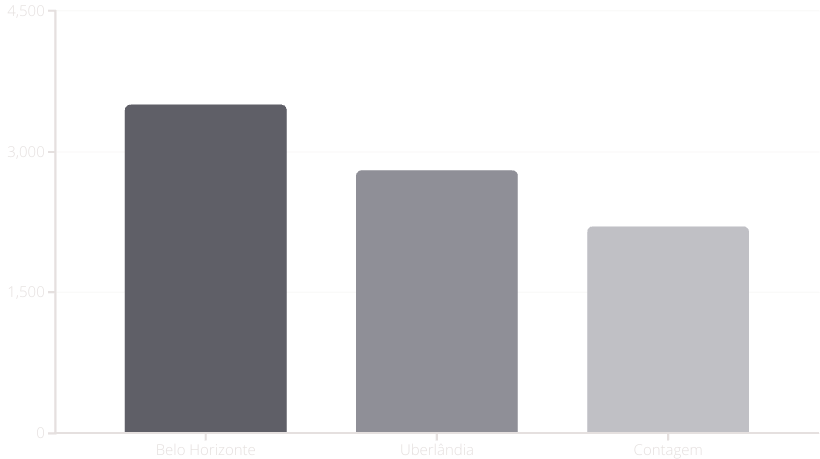 4,500
3,000
1,500
0
Belo Horizonte
Uberlândia
Contagem